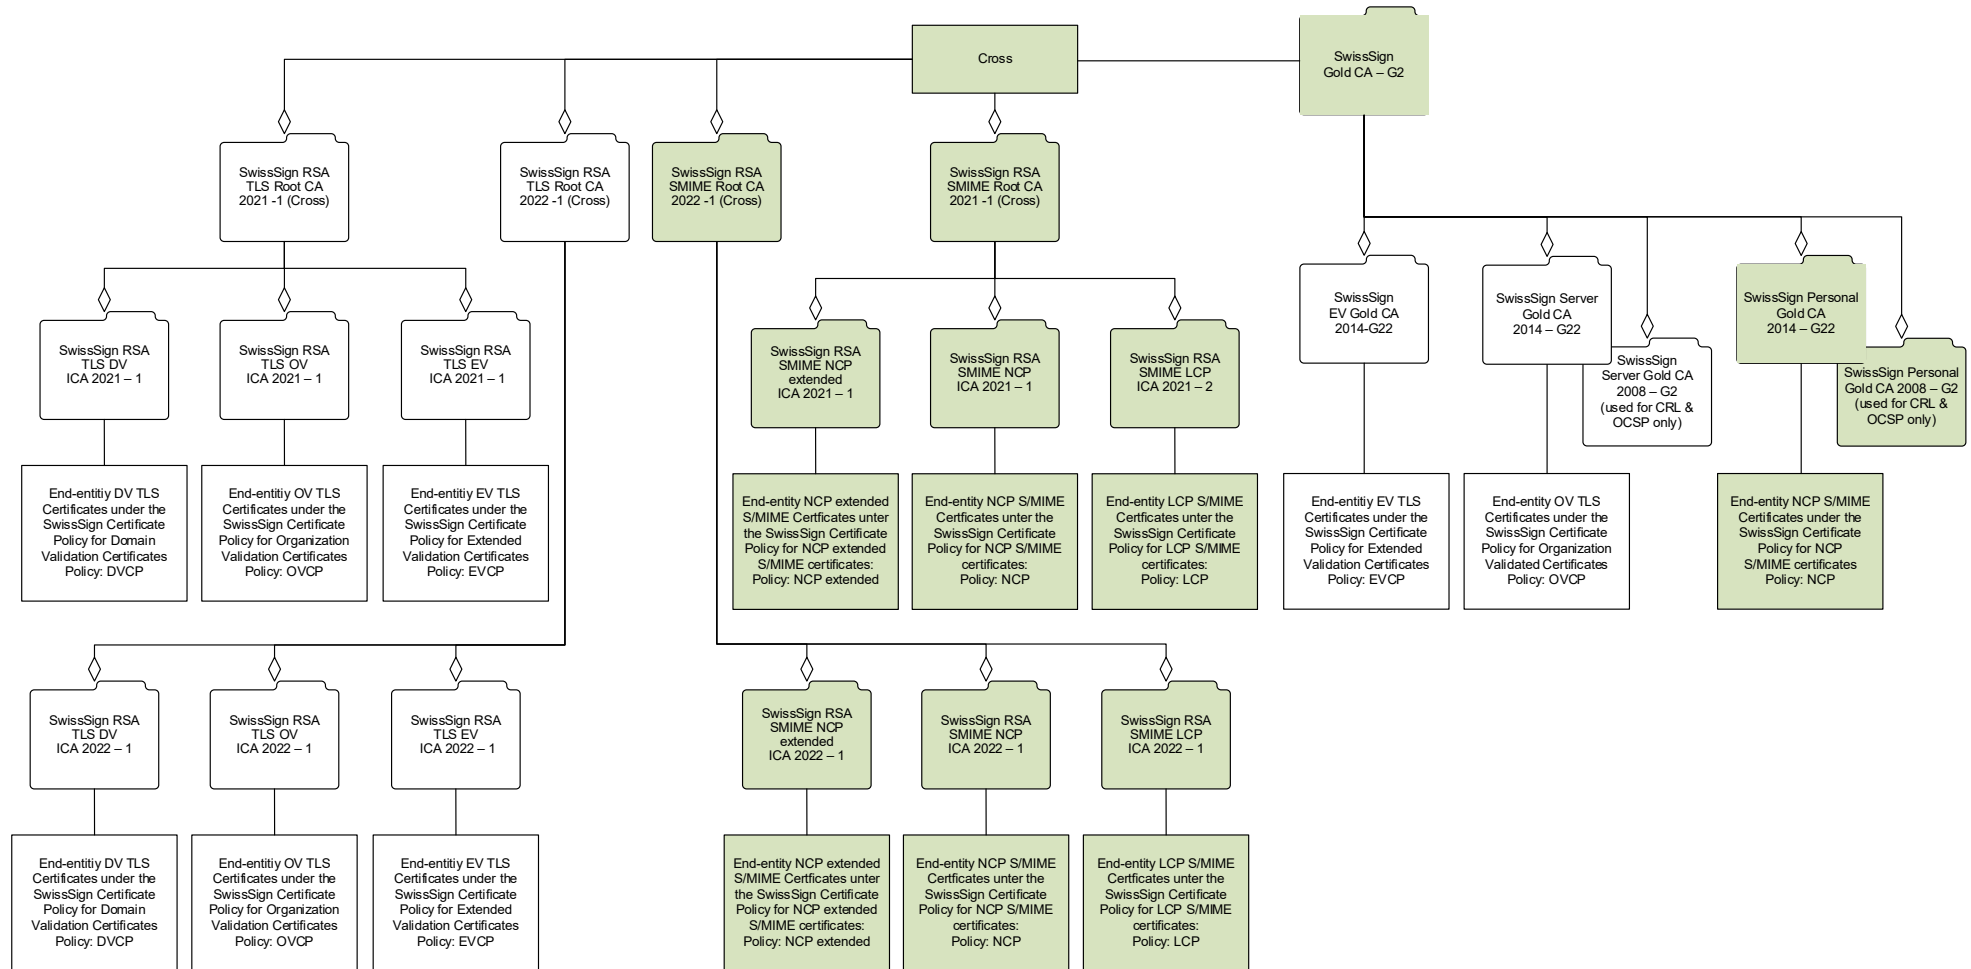 Cross
SwissSign
Gold CA – G2
SwissSign RSA
TLS Root CA
2021 -1 (Cross)
SwissSign RSA
TLS Root CA
2022 -1 (Cross)
SwissSign RSA
SMIME Root CA
2022 -1 (Cross)
SwissSign RSA
SMIME Root CA
2021 -1 (Cross)
SwissSign RSA
TLS DV
ICA 2021 – 1
SwissSign RSA
TLS OV
ICA 2021 – 1
SwissSign RSA
TLS EV
ICA 2021 – 1
SwissSign RSA
SMIME NCP
extended
ICA 2021 – 1
SwissSign RSA
SMIME NCP
ICA 2021 – 1
SwissSign RSA
SMIME LCP
ICA 2021 – 2
SwissSign
EV Gold CA
2014-G22
SwissSign Server
Gold CA
2014 – G22
SwissSign
Server Gold CA
2008 – G2
(used for CRL &
OCSP only)
SwissSign Personal
Gold CA
2014 – G22
SwissSign Personal
Gold CA 2008 – G2
(used for CRL &
OCSP only)
End-entitiy DV TLS
Certificates under the
SwissSign Certificate
Policy for Domain
Validation Certificates
Policy: DVCP
End-entitiy OV TLS
Certificates under the
SwissSign Certificate
Policy for Organization
Validation Certificates
Policy: OVCP
End-entitiy EV TLS
Certificates under the
SwissSign Certificate
Policy for Extended
Validation Certificates
Policy: EVCP
End-entity NCP extended
S/MIME Certficates unter
the SwissSign Certificate
Policy for NCP extended
S/MIME certificates:
Policy: NCP extended
End-entity NCP S/MIME
Certficates unter the
SwissSign Certificate
Policy for NCP S/MIME
certificates:
Policy: NCP
End-entity LCP S/MIME
Certficates unter the
SwissSign Certificate
Policy for LCP S/MIME
certificates:
Policy: LCP
End-entitiy EV TLS
Certificates under the
SwissSign Certificate
Policy for Extended
Validation Certificates
Policy: EVCP
End-entity OV TLS
Certificates under the
SwissSign Certificate
Policy for Organization
Validated Certificates
Policy: OVCP
End-entity NCP S/MIME
Certificates under the
SwissSign Certificate
Policy for NCP
S/MIME certificates
Policy: NCP
SwissSign RSA
TLS DV
ICA 2022 – 1
SwissSign RSA
TLS OV
ICA 2022 – 1
SwissSign RSA
TLS EV
ICA 2022 – 1
SwissSign RSA
SMIME NCP
extended
ICA 2022 – 1
SwissSign RSA
SMIME NCP
ICA 2022 – 1
SwissSign RSA
SMIME LCP
ICA 2022 – 1
End-entitiy DV TLS
Certificates under the
SwissSign Certificate
Policy for Domain
Validation Certificates
Policy: DVCP
End-entitiy OV TLS
Certificates under the
SwissSign Certificate
Policy for Organization
Validation Certificates
Policy: OVCP
End-entitiy EV TLS
Certificates under the
SwissSign Certificate
Policy for Extended
Validation Certificates
Policy: EVCP
End-entity NCP extended
S/MIME Certficates unter
the SwissSign Certificate
Policy for NCP extended
S/MIME certificates:
Policy: NCP extended
End-entity NCP S/MIME
Certficates unter the
SwissSign Certificate
Policy for NCP S/MIME
certificates:
Policy: NCP
End-entity LCP S/MIME
Certficates unter the
SwissSign Certificate
Policy for LCP S/MIME
certificates:
Policy: LCP